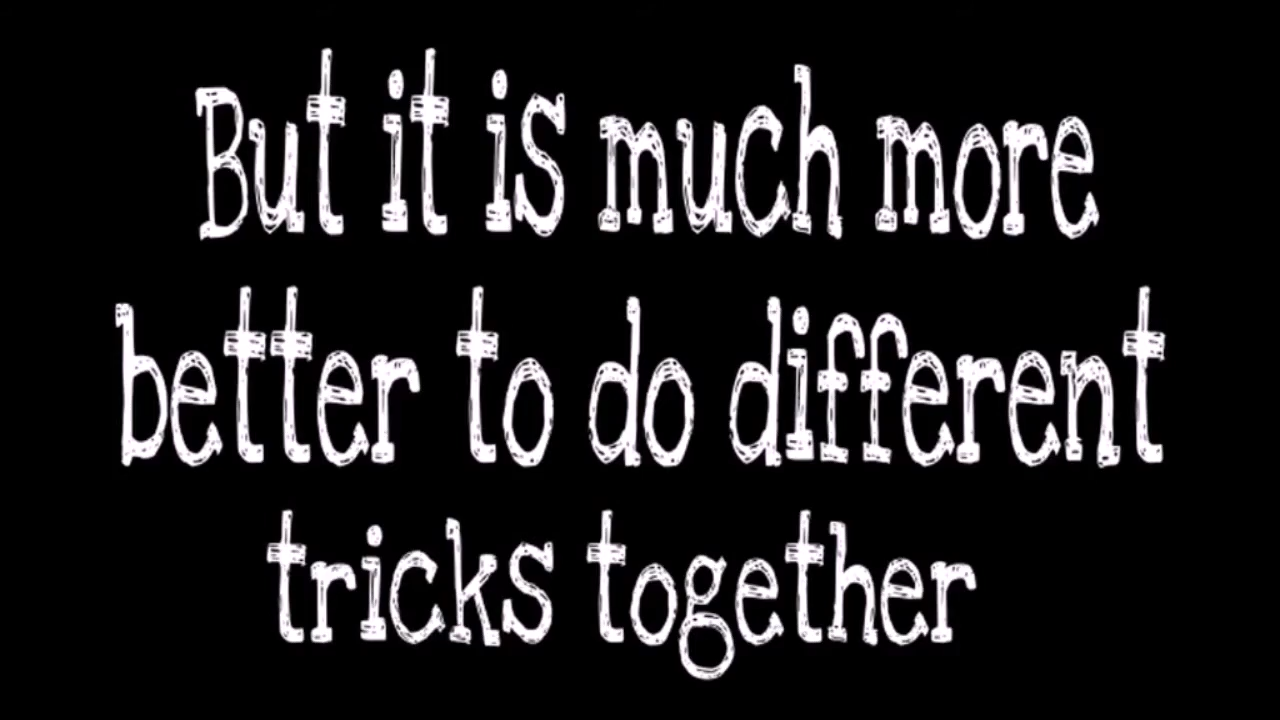 But it is much more
better to do different
tricks together